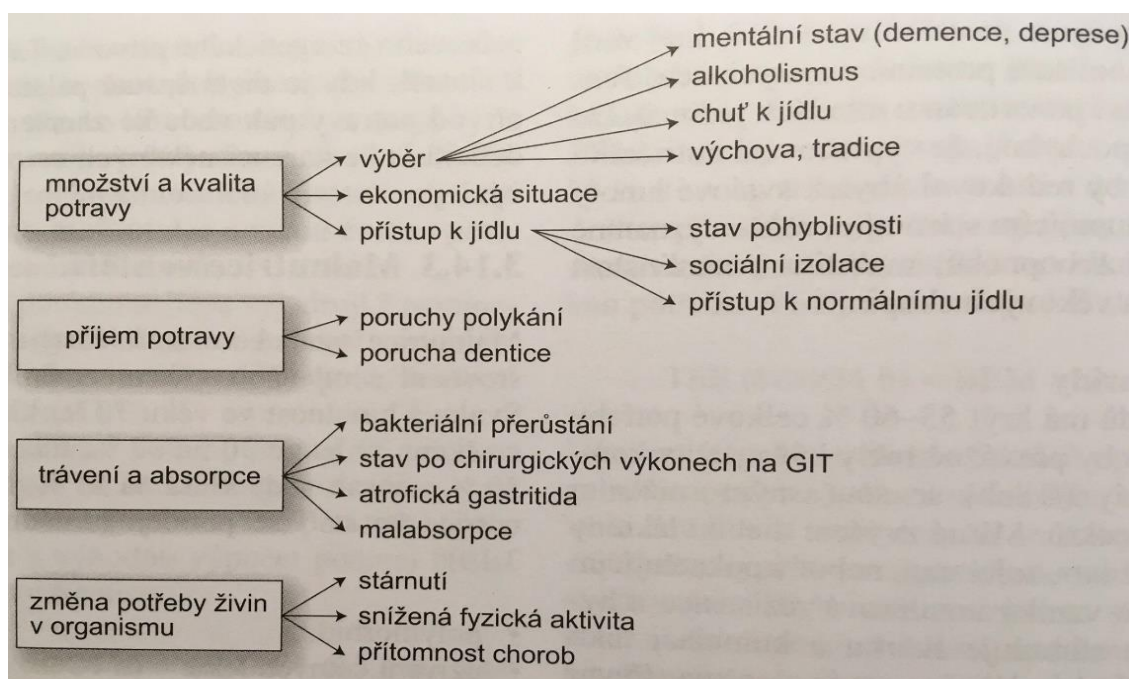 mentální stav (demence, deprese)
alkoholismus
chuť k jídlu
výchova, tradice
množství a kvalita
potravy
výběr
ekonomická situace
přístup k jídlu
stav pohyblivosti
sociální izolace
přístup k normálnímu jídlu
příjem potravy
poruchy polykání
porucha dentice
trávení a absorpce
bakteriální přerůstání
stav po chirurgických výkonech na GIT
atrofická gastritida
malabsorpce
změna potřeby živin
v organismu
stárnutí
snížená fyzická aktivita
přítomnost chorob